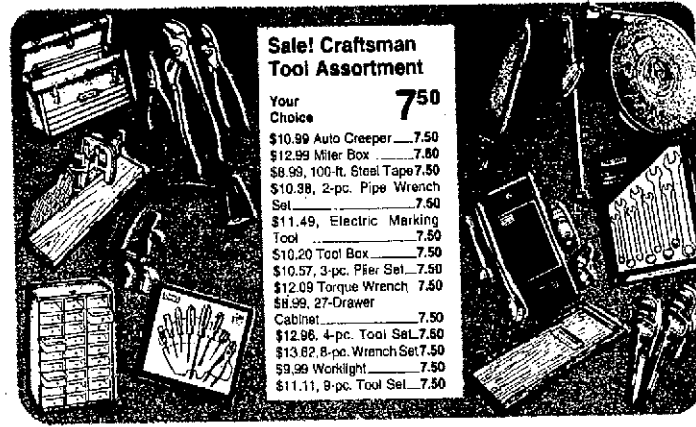 Sale! Craftsman
Tool Assortment
Your
Choice
7 50
$10.99 Auto Creeper 7.50
$12.99 Miter Box 7.50
$8.99, 100-ft. Steel Tape 7.50
$10.38, 2-pc. Pipe Wrench
Set 7.50
$11.49, Electric Marking
Tool 7.50
$10.20 Tool Box 7.50
$10.57, 3-pc. Plier Set 7.50
$12.09 Torque Wrench 7.50
$8.99, 27-Drawer
Cabinet 7.50
$12.96, 4-pc. Tool Set 7.50
$13.62, 8-pc. Wrench Set 7.50
$9.99 Worklight 7.50
$11.11, 9-pc. Tool Set 7.50